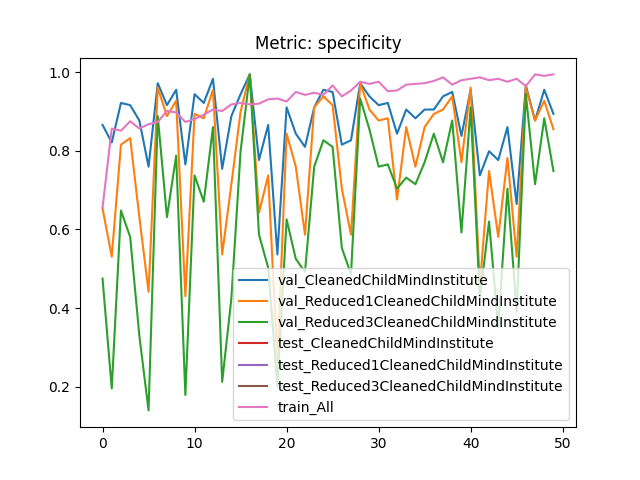 Metric: specificity
1.0
0.8
0.6
0.4
0.2
0
10
20
30
40
50
val_CleanedChildMindInstitute
val_Reduced1CleanedChildMindInstitute
val_Reduced3CleanedChildMindInstitute
test_CleanedChildMindInstitute
test_Reduced1CleanedChildMindInstitute
test_Reduced3CleanedChildMindInstitute
train_All